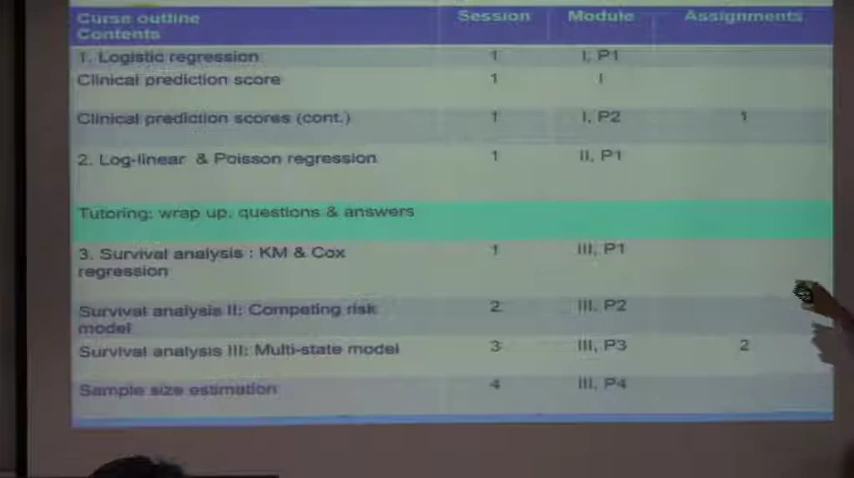 Curse outline Session Module Assignments
Contents
1. Logistic regression 1 I, P1
Clinical prediction score 1 I
Clinical prediction scores (cont.) 1 I, P2 1
2. Log-linear & Poisson regression 1 II, P1
Tutoring: wrap up, questions & answers
3. Survival analysis : KM & Cox 1 III, P1
regression
Survival analysis II: Competing risk 2 III, P2
model
Survival analysis III: Multi-state model 3 III, P3 2
Sample size estimation 4 III, P4